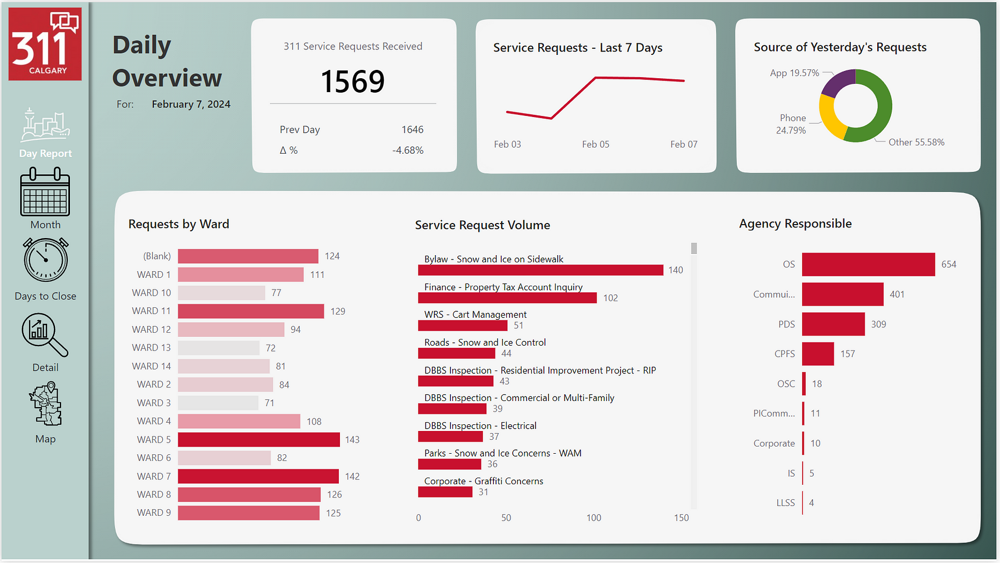 311
CALGARY
Day Report
Month
Days to Close
Detail
Map
Daily
Overview
For: February 7, 2024
311 Service Requests Received
1569
Prev Day 1646
Δ % -4.68%
Service Requests - Last 7 Days
Feb 03 Feb 05 Feb 07
Source of Yesterday's Requests
App 19.57%
Phone
24.79%
Other 55.58%
Requests by Ward
(Blank) 124
WARD 1 111
WARD 10 77
WARD 11 129
WARD 12 94
WARD 13 72
WARD 14 81
WARD 2 84
WARD 3 71
WARD 4 108
WARD 5 143
WARD 6 82
WARD 7 142
WARD 8 126
WARD 9 125
Service Request Volume
Bylaw - Snow and Ice on Sidewalk
140
Finance - Property Tax Account Inquiry
102
WRS - Cart Management
51
Roads - Snow and Ice Control
44
DBBS Inspection - Residential Improvement Project - RIP
43
DBBS Inspection - Commercial or Multi-Family
39
DBBS Inspection - Electrical
37
Parks - Snow and Ice Concerns - WAM
36
Corporate - Graffiti Concerns
31
0 50 100 150
Agency Responsible
OS 654
Commui... 401
PDS 309
CPFS 157
OSC 18
PIComm... 11
Corporate 10
IS 5
LLSS 4